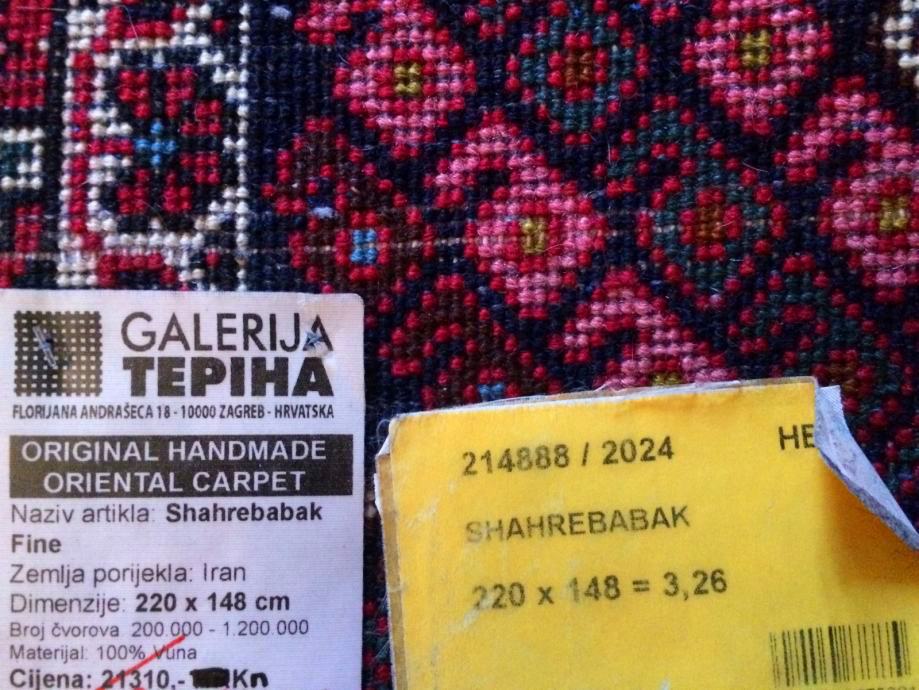 GALERIJA
TEPIHA
FLORIJANA ANDRAŠECA 18 - 10000 ZAGREB - HRVATSKA
ORIGINAL HANDMADE
ORIENTAL CARPET
Naziv artikla: Shahrebabak
Fine
Zemlja porijekla: Iran
Dimenzije: 220 x 148 cm
Broj čvorova: 200.000 - 1.200.000
Materijal: 100% Vuna
Cijena: 21310,- Kn
214888 / 2024
HE
SHAHREBABAK
220 x 148 = 3,26